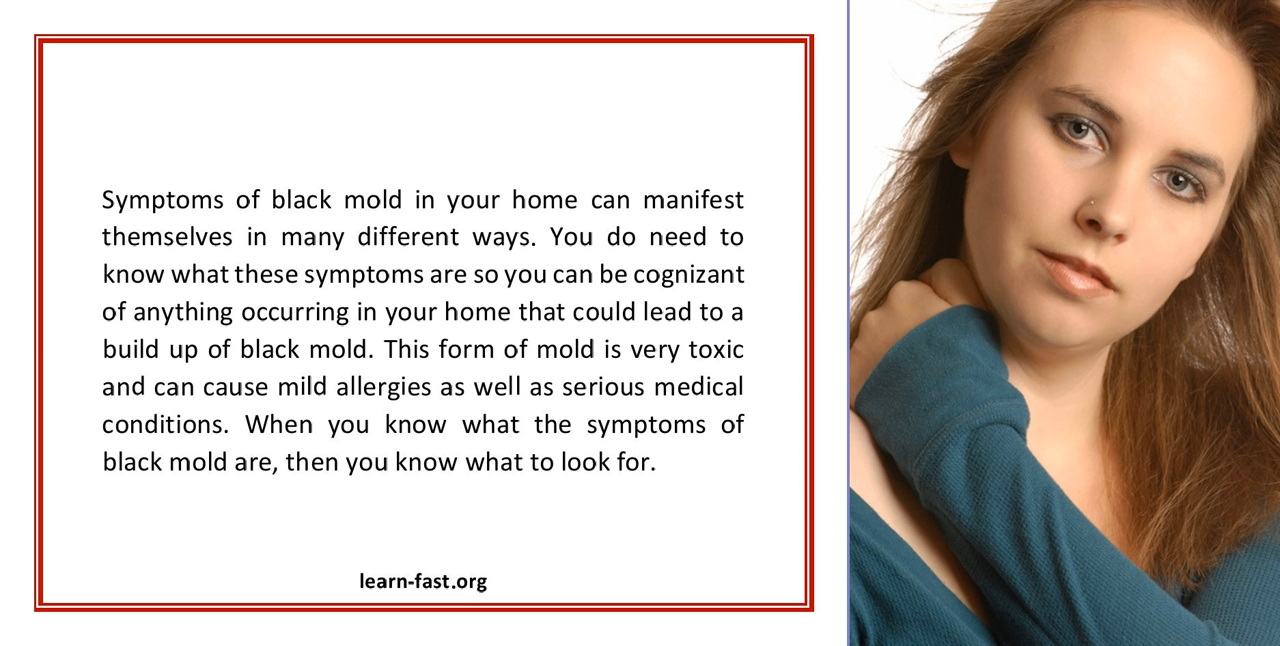 Symptoms of black mold in your home can manifest
themselves in many different ways. You do need to
know what these symptoms are so you can be cognizant
of anything occurring in your home that could lead to a
build up of black mold. This form of mold is very toxic
and can cause mild allergies as well as serious medical
conditions. When you know what the symptoms of
black mold are, then you know what to look for.
learn-fast.org